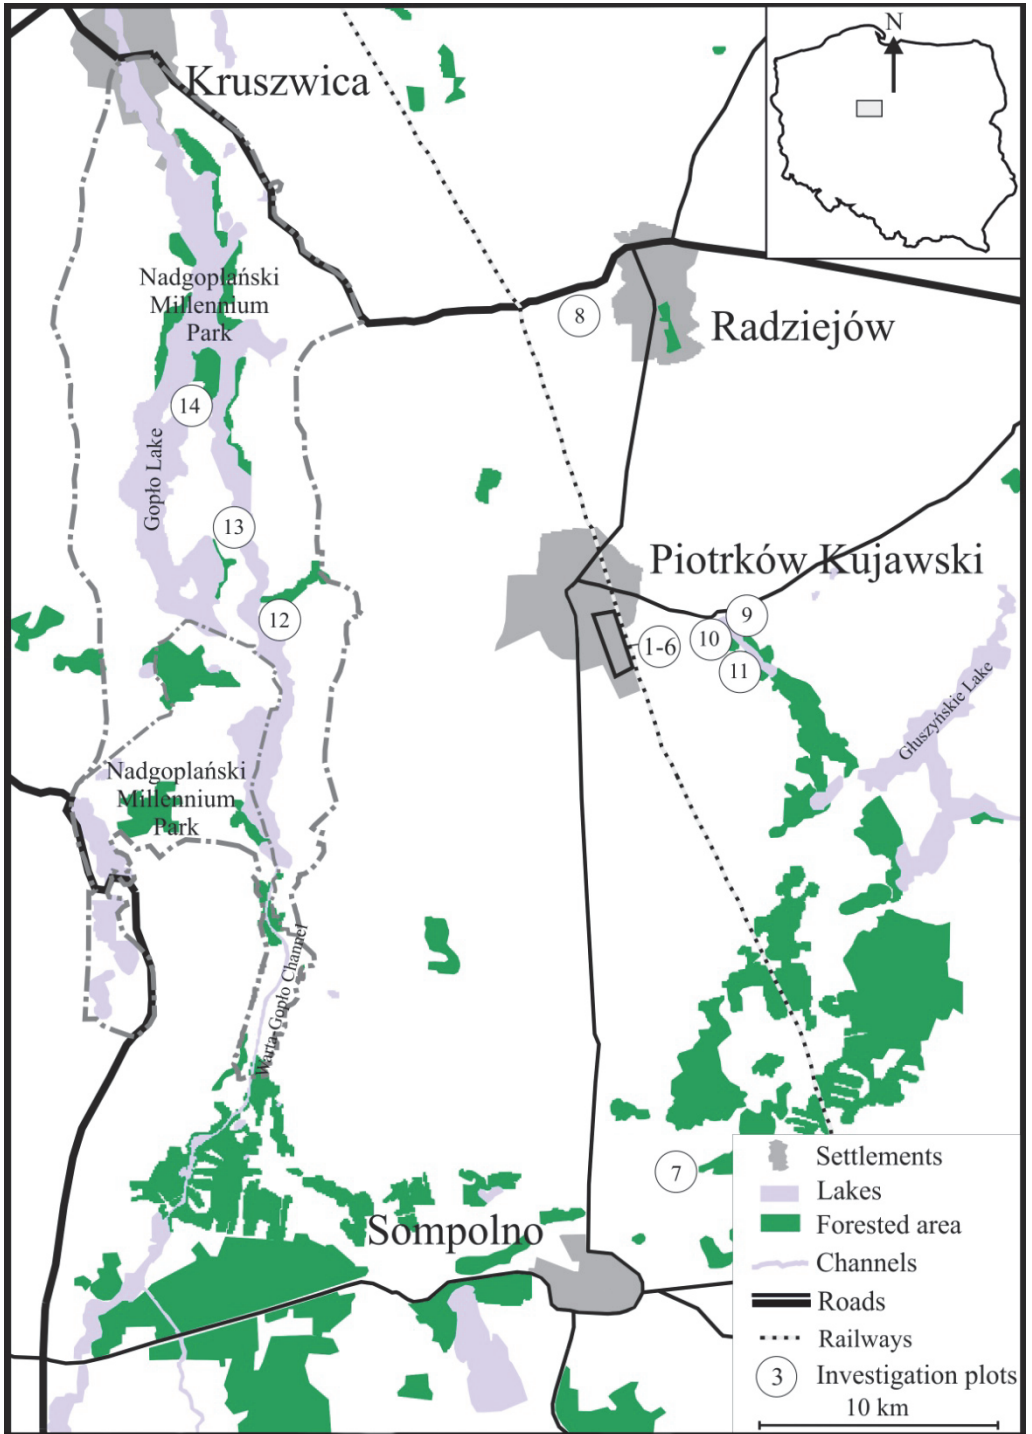 N
Kruszwica
Nadgoplański
Millennium
Park
8
Radziejów
14
Gopło Lake
13
Piotrków Kujawski
12
9
10
1-6
11
Głuszyńskie Lake
Nadgoplański
Millennium
Park
Warta-Gopło Channel
7
Sompolno
Settlements
Lakes
Forested area
Channels
Roads
Railways
3 Investigation plots
10 km